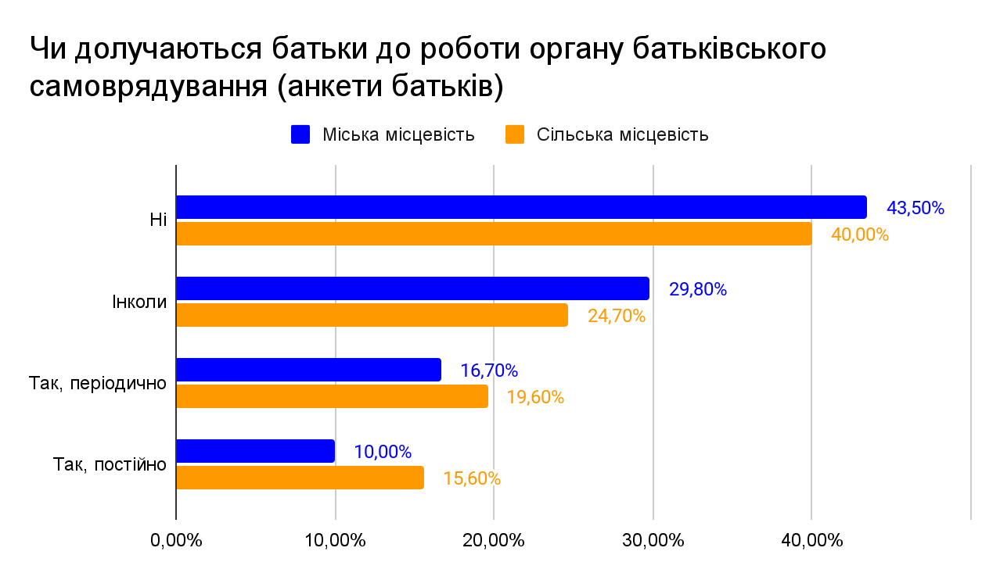 Чи долучаються батьки до роботи органу батьківського
самоврядування (анкети батьків)
Міська місцевість
Сільська місцевість
Ні
43,50%
40,00%
Інколи
29,80%
24,70%
Так, періодично
16,70%
19,60%
Так, постійно
10,00%
15,60%
0,00%
10,00%
20,00%
30,00%
40,00%